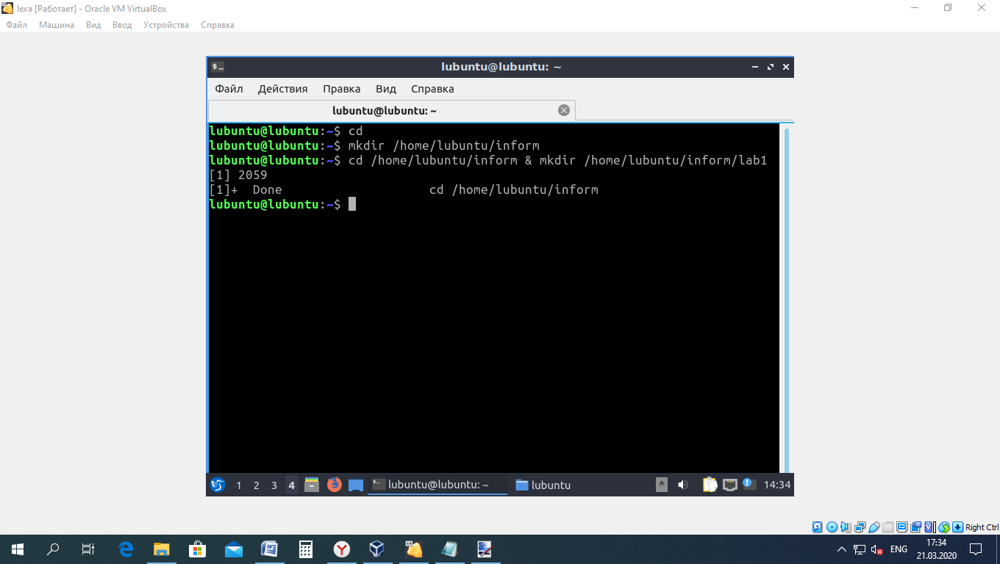 lexa [Работает] - Oracle VM VirtualBox
Файл Машина Вид Ввод Устройства Справка
lubuntu@lubuntu: ~
Файл Действия Правка Вид Справка
lubuntu@lubuntu: ~
lubuntu@lubuntu:~$ cd
lubuntu@lubuntu:~$ mkdir /home/lubuntu/inform
lubuntu@lubuntu:~$ cd /home/lubuntu/inform & mkdir /home/lubuntu/inform/lab1
[1] 2059
[1]+  Done                    cd /home/lubuntu/inform
lubuntu@lubuntu:~$
1 2 3 4 lubuntu@lubuntu: ~ lubuntu 14:34
Right Ctrl
ENG 17:34
21.03.2020